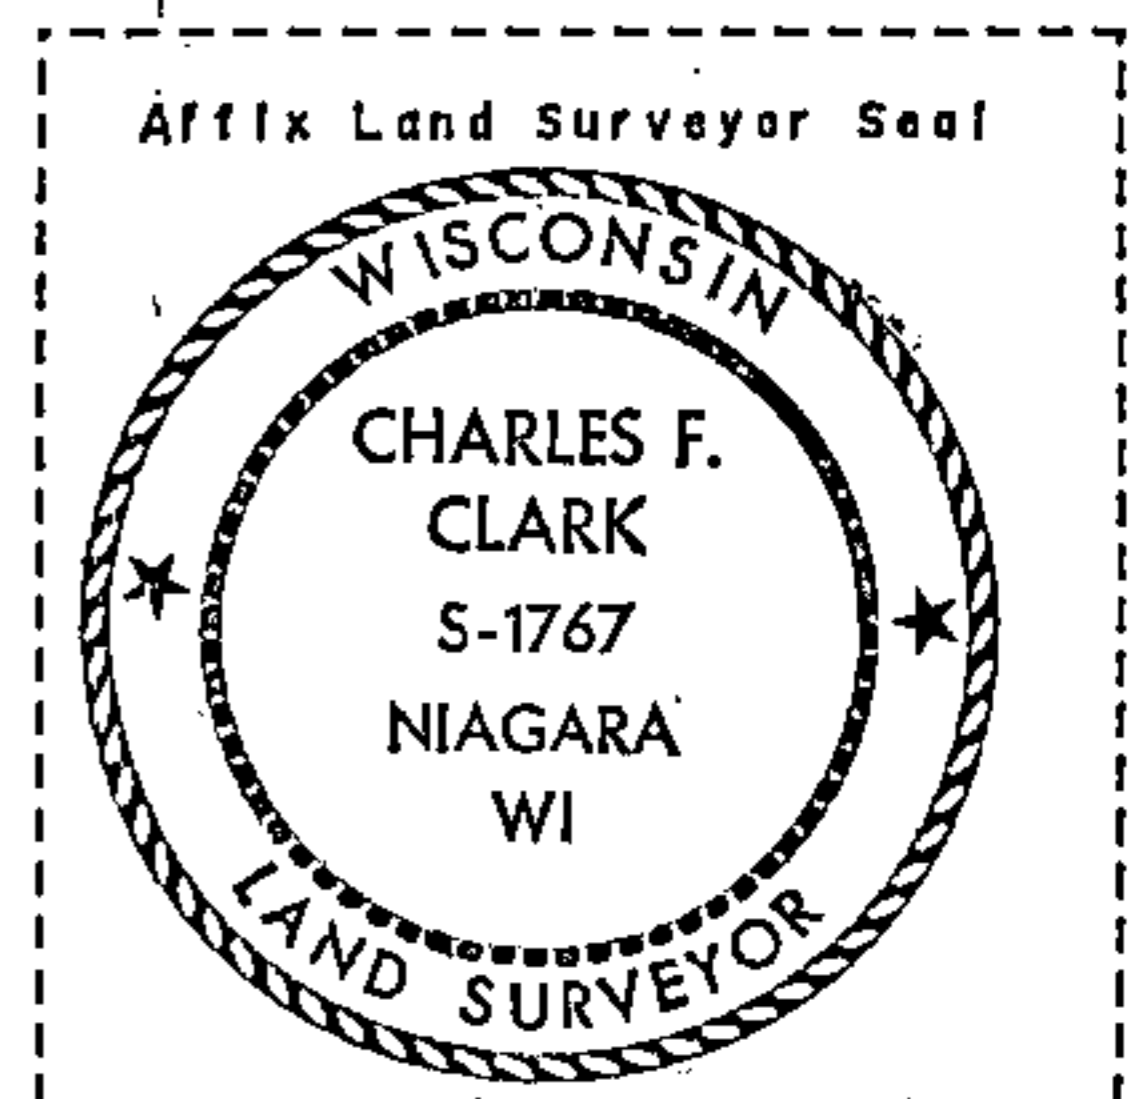 Affix Land Surveyor Seal
WISCONSIN
CHARLES F.
CLARK
S-1767
NIAGARA
WI
LAND SURVEYOR